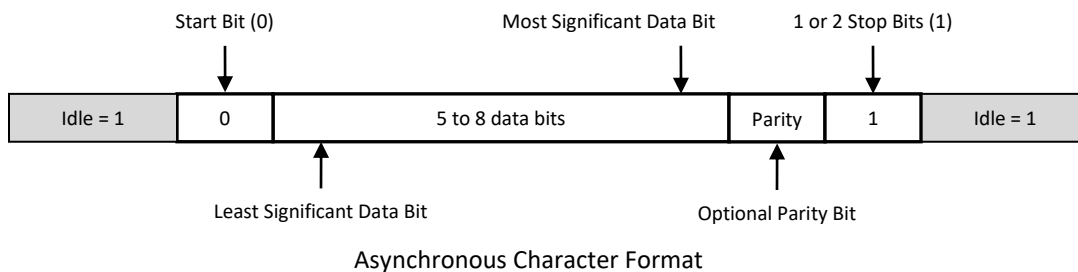 Start Bit (0) Most Significant Data Bit 1 or 2 Stop Bits (1)
Idle = 1 0 5 to 8 data bits Parity 1 Idle = 1
Least Significant Data Bit Optional Parity Bit
Asynchronous Character Format